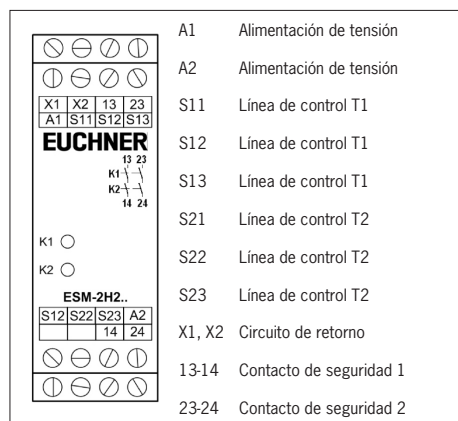 X1 X2 13 23
A1 S11 S12 S13
EUCHNER
13 23
K1
K2
14 24
K1
K2
ESM-2H2..
S12 S22 S23 A2
14 24
A1 Alimentación de tensión
A2 Alimentación de tensión
S11 Línea de control T1
S12 Línea de control T1
S13 Línea de control T1
S21 Línea de control T2
S22 Línea de control T2
S23 Línea de control T2
X1, X2 Circuito de retorno
13-14 Contacto de seguridad 1
23-24 Contacto de seguridad 2